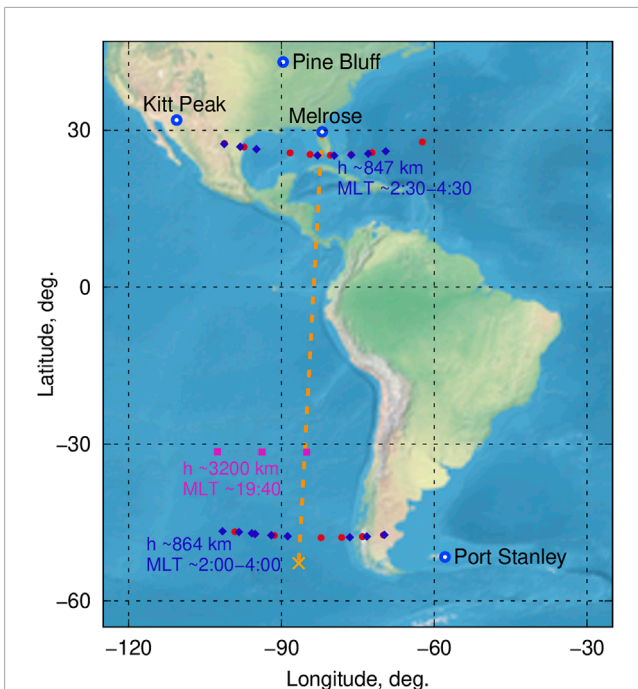 Pine Bluff
Kitt Peak
Melrose
30
h ~847 km
MLT ~2:30−4:30
0
Latitude, deg.
−30
h ~3200 km
MLT ~19:40
h ~864 km
MLT ~2:00−4:00
Port Stanley
−60
−120
−90
−60
−30
Longitude, deg.